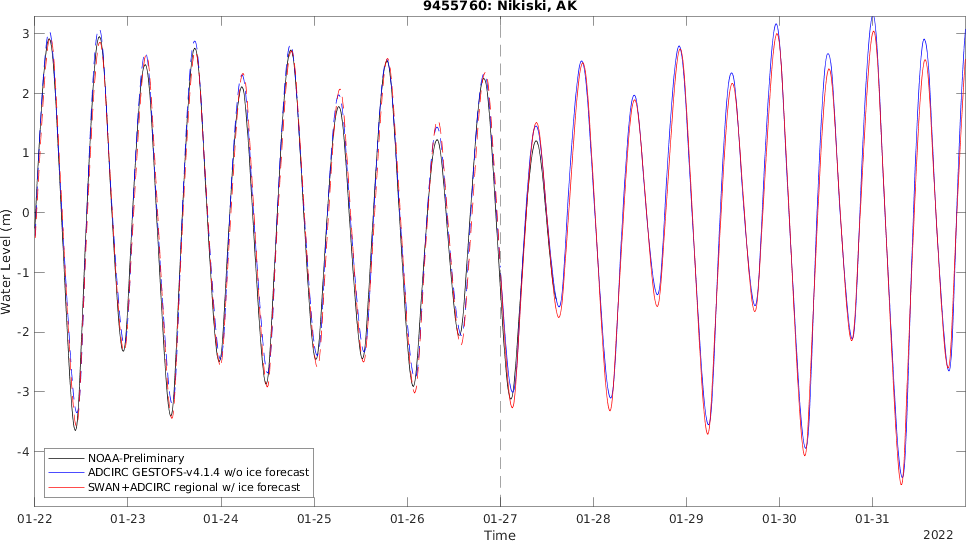 9455760: Nikiski, AK
3
2
1
0
-1
-2
-3
-4
Water Level (m)
NOAA-Preliminary
ADCIRC GESTOFS-v4.1.4 w/o ice forecast
SWAN+ADCIRC regional w/ ice forecast
01-22 01-23 01-24 01-25 01-26 01-27 01-28 01-29 01-30 01-31
Time
2022